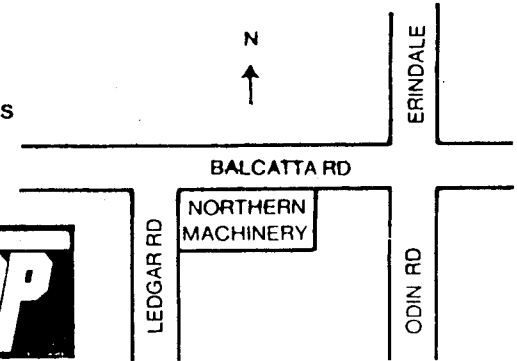 N
ERINDALE
S
BALCATTA RD
NORTHERN
MACHINERY
LEDGAR RD
ODIN RD
P